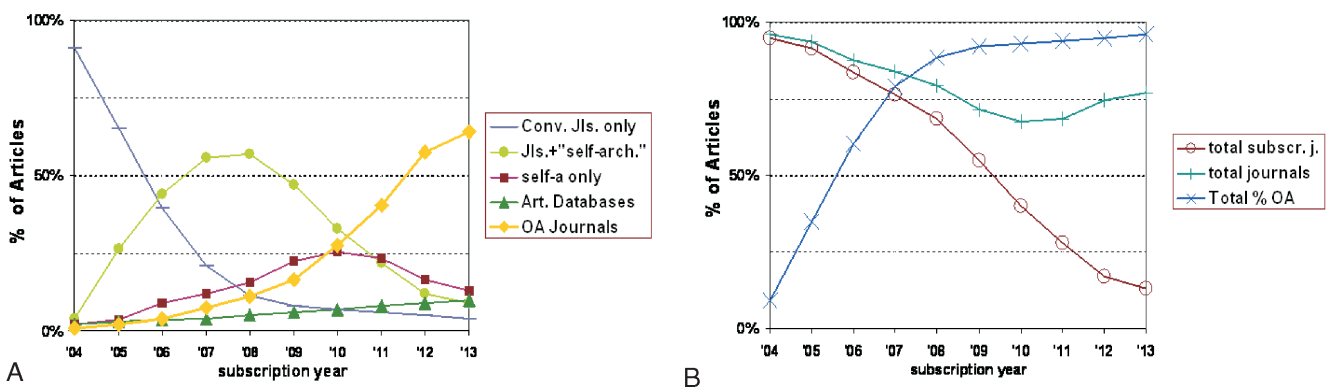 100%
50%
0%
% of Articles
'04 '05 '06 '07 '08 '09 '10 '11 '12 '13
subscription year
Conv. Jls. only
Jls.+"self-arch."
self-a only
Art. Databases
OA Journals
A
100%
50%
0%
% of Articles
'04 '05 '06 '07 '08 '09 '10 '11 '12 '13
subscription year
total subscr. j.
total journals
Total % OA
B